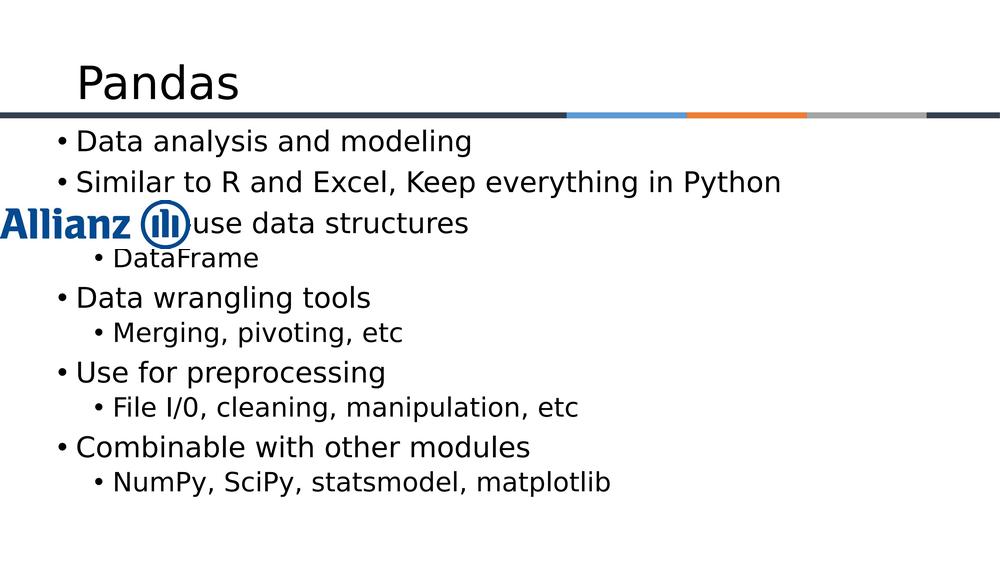 Pandas
• Data analysis and modeling
• Similar to R and Excel, Keep everything in Python
Allianz use data structures
• DataFrame
• Data wrangling tools
• Merging, pivoting, etc
• Use for preprocessing
• File I/0, cleaning, manipulation, etc
• Combinable with other modules
• NumPy, SciPy, statsmodel, matplotlib